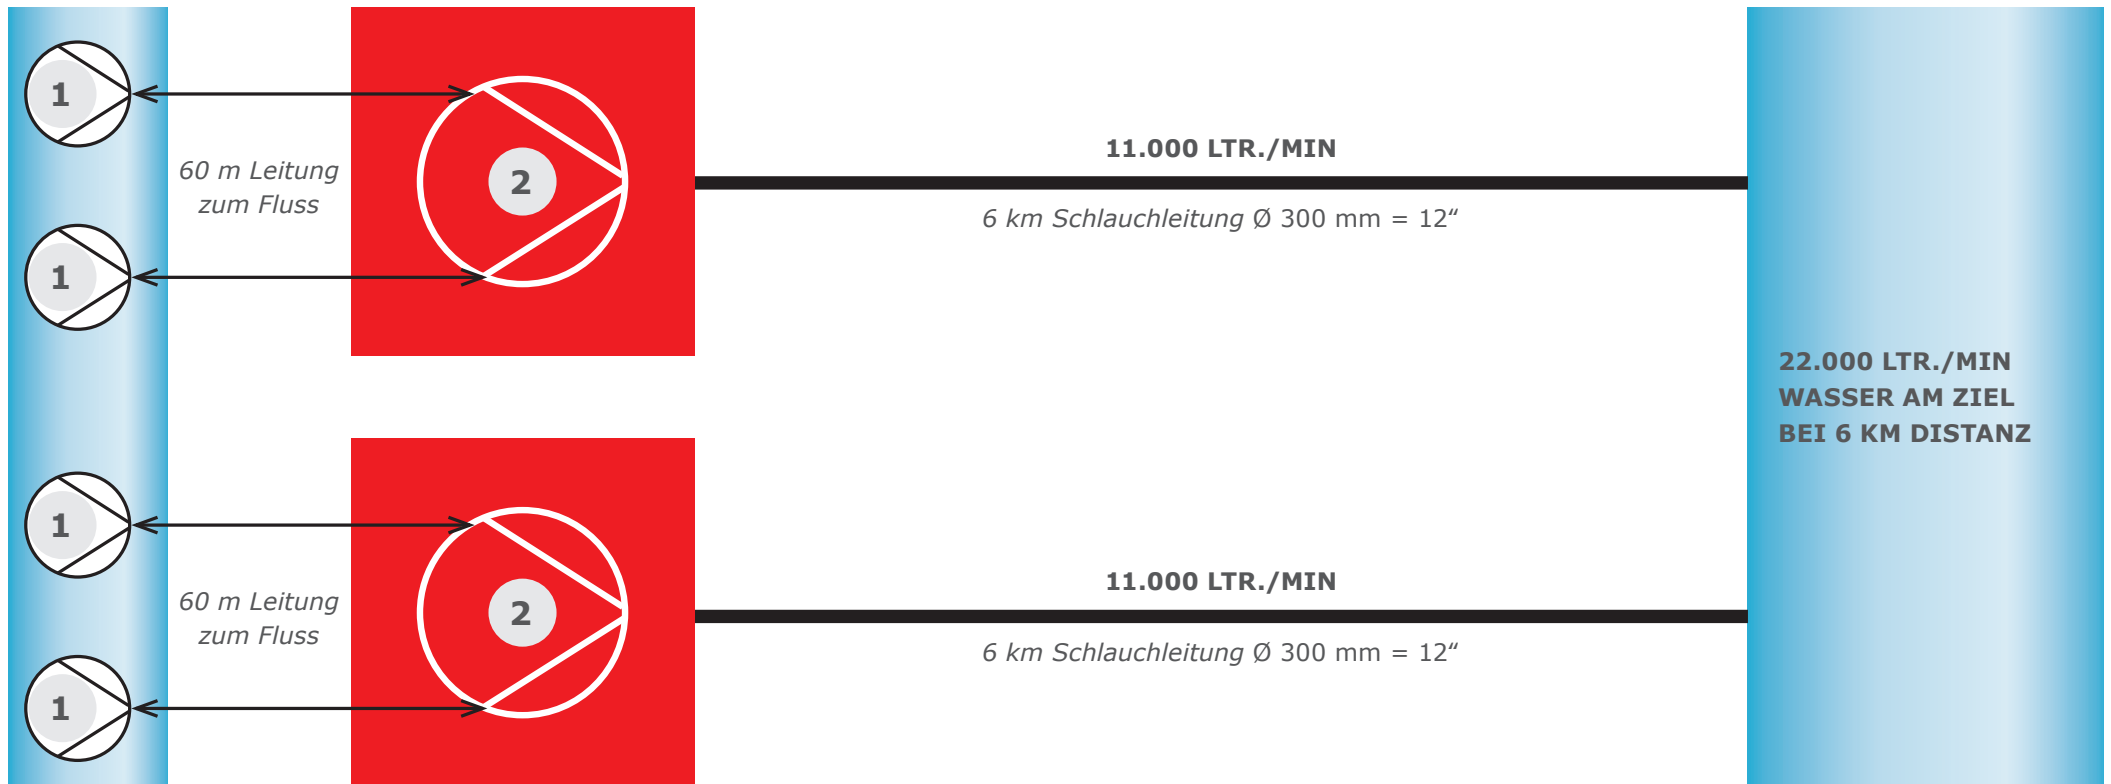 1
60 m Leitung
zum Fluss
1
2
11.000 LTR./MIN
6 km Schlauchleitung Ø 300 mm = 12“
22.000 LTR./MIN
WASSER AM ZIEL
BEI 6 KM DISTANZ
1
60 m Leitung
zum Fluss
1
2
11.000 LTR./MIN
6 km Schlauchleitung Ø 300 mm = 12“